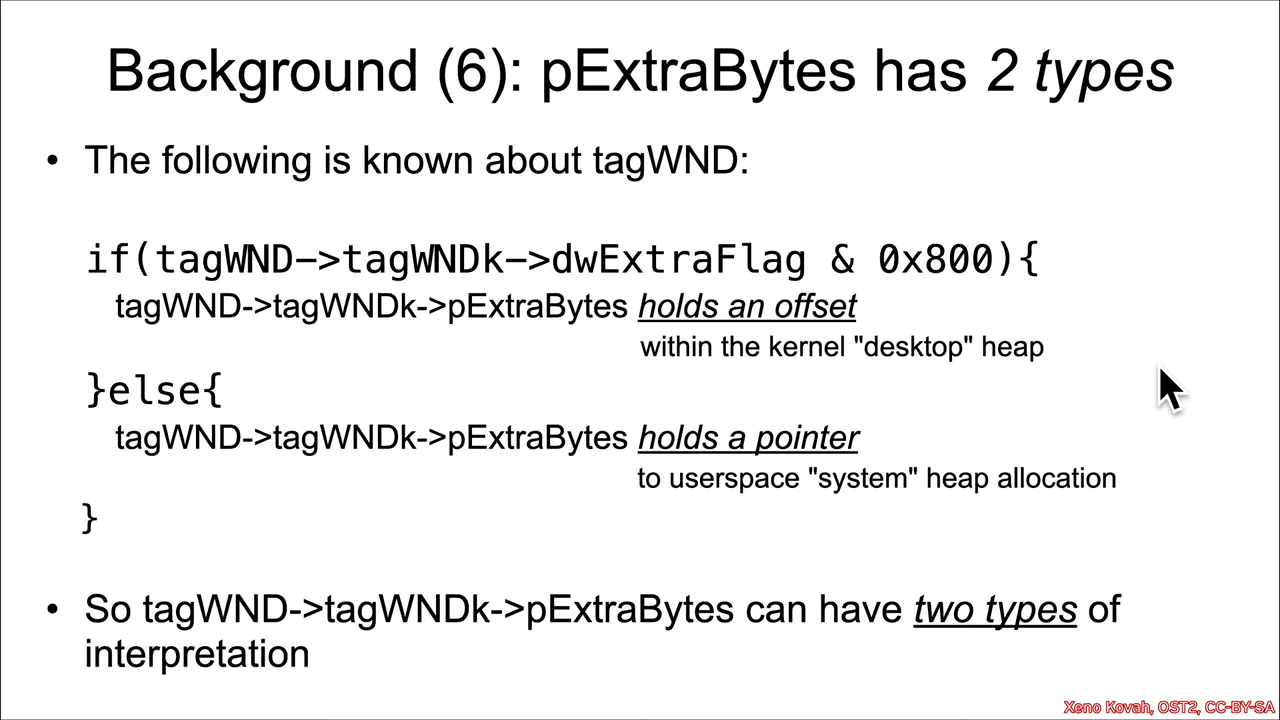 Background (6): pExtraBytes has 2 types
• The following is known about tagWND:
if(tagWND->tagWNDk->dwExtraFlag & 0x800){
tagWND->tagWNDk->pExtraBytes holds an offset
within the kernel "desktop" heap
}else{
tagWND->tagWNDk->pExtraBytes holds a pointer
to userspace "system" heap allocation
}
• So tagWND->tagWNDk->pExtraBytes can have two types of
interpretation
Xeno Kovah, OST2, CC-BY-SA